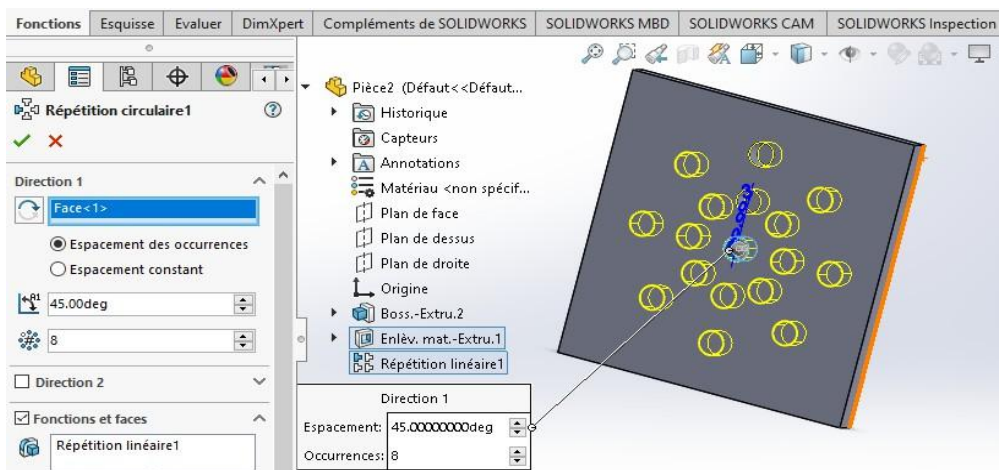 Fonctions Esquisse Evaluer DimXpert Compléments de SOLIDWORKS SOLIDWORKS MBD SOLIDWORKS CAM SOLIDWORKS Inspection
Répétition circulaire1
Direction 1
Face<1>
Espacement des occurrences
Espacement constant
45.00deg
8
Direction 2
Fonctions et faces
Répétition linéaire1
Pièce2 (Défaut<<Défaut...
Historique
Capteurs
Annotations
Matériau <non spécif...
Plan de face
Plan de dessus
Plan de droite
Origine
Boss.-Extru.2
Enlèv. mat.-Extru.1
Répétition linéaire1
Direction 1
Espacement: 45.00000000deg
Occurrences: 8